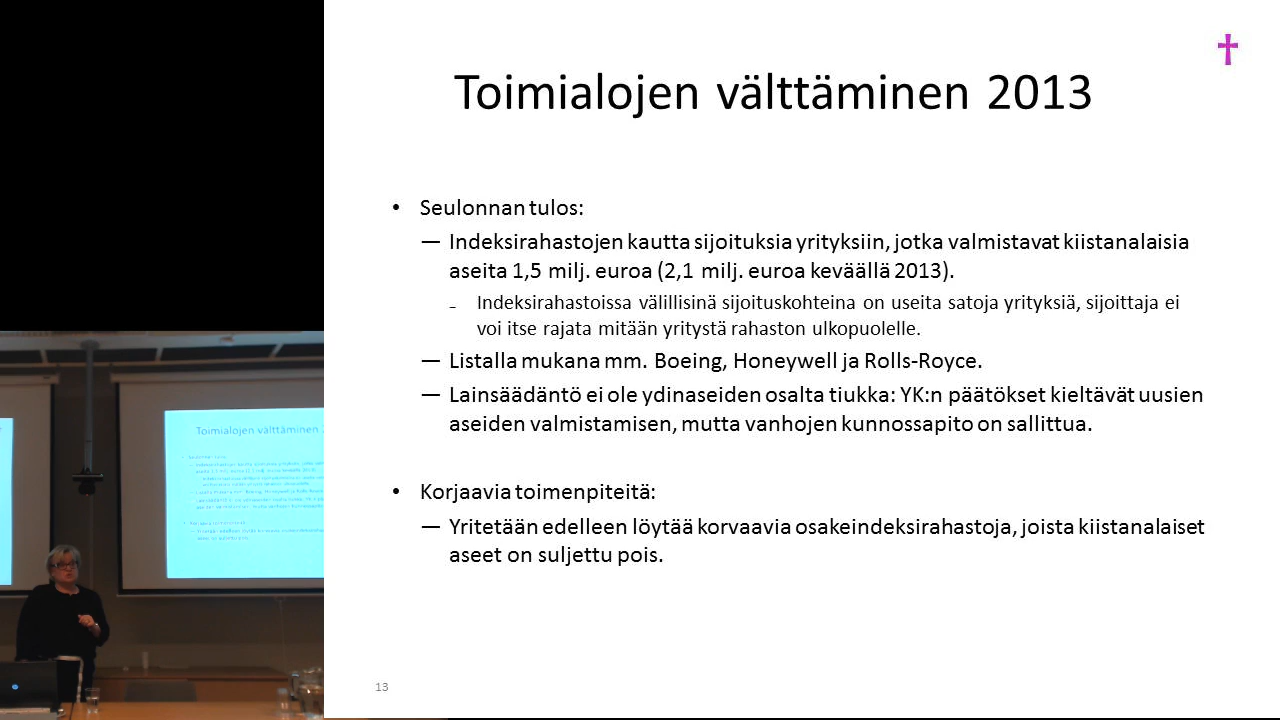 Toimialojen välttäminen 2013
• Seulonnan tulos:
— Indeksirahastojen kautta sijoituksia yrityksiin, jotka valmistavat kiistanalaisia
aseita 1,5 milj. euroa (2,1 milj. euroa keväällä 2013).
– Indeksirahastoissa välillisinä sijoituskohteina on useita satoja yrityksiä, sijoittaja ei
voi itse rajata mitään yritystä rahaston ulkopuolelle.
— Listalla mukana mm. Boeing, Honeywell ja Rolls-Royce.
— Lainsäädäntö ei ole ydinaseiden osalta tiukka: YK:n päätökset kieltävät uusien
aseiden valmistamisen, mutta vanhojen kunnossapito on sallittua.
• Korjaavia toimenpiteitä:
— Yritetään edelleen löytää korvaavia osakeindeksirahastoja, joista kiistanalaiset
aseet on suljettu pois.
13
Toimialojen välttäminen